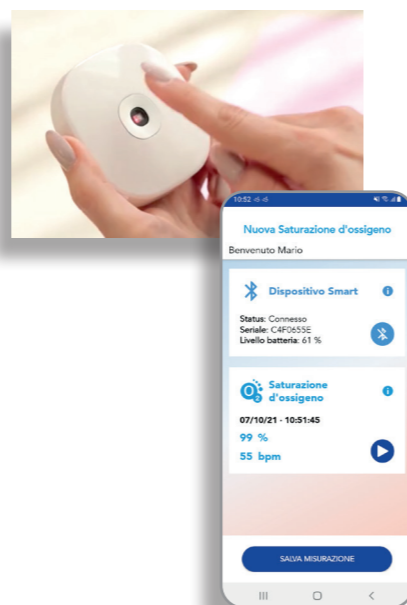 10:52
Nuova Saturazione d'ossigeno
Benvenuto Mario
Dispositivo Smart
Status: Connesso
Seriale: C4F0655E
Livello batteria: 61 %
O2 Saturazione
d'ossigeno
07/10/21 - 10:51:45
99 %
55 bpm
SALVA MISURAZIONE